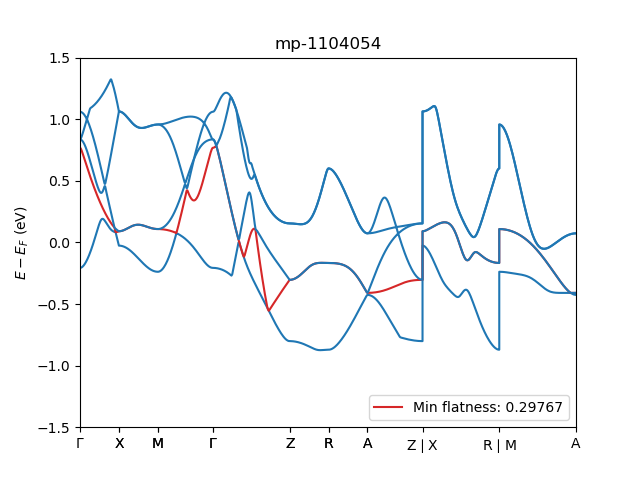 mp-1104054
1.5
1.0
0.5
0.0
−0.5
−1.0
−1.5
E − E_F (eV)
Min flatness: 0.29767
Γ X M Γ Z R A Z | X R | M A